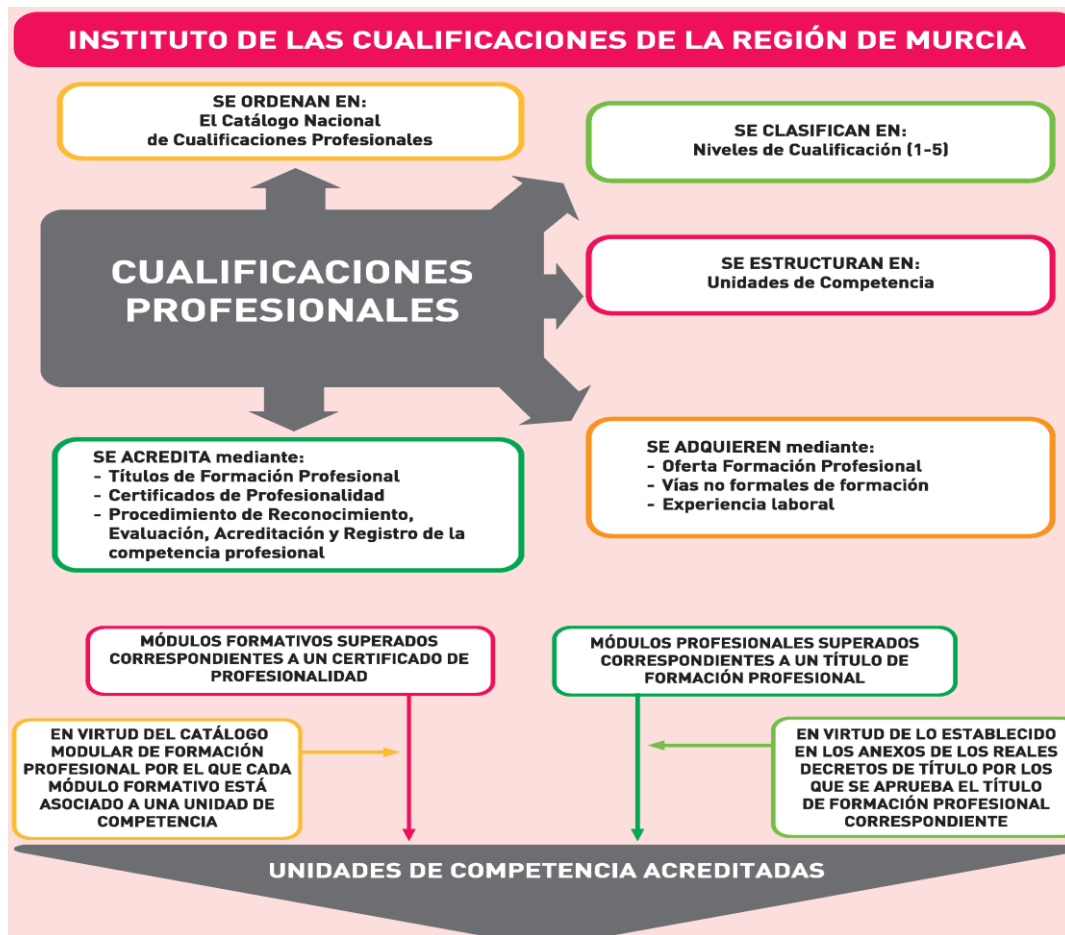 INSTITUTO DE LAS CUALIFICACIONES DE LA REGIÓN DE MURCIA
SE ORDENAN EN:
El Catálogo Nacional
de Cualificaciones Profesionales
SE CLASIFICAN EN:
Niveles de Cualificación (1-5)
CUALIFICACIONES
PROFESIONALES
SE ESTRUCTURAN EN:
Unidades de Competencia
SE ACREDITA mediante:
- Títulos de Formación Profesional
- Certificados de Profesionalidad
- Procedimiento de Reconocimiento,
Evaluación, Acreditación y Registro de la
competencia profesional
SE ADQUIEREN mediante:
- Oferta Formación Profesional
- Vías no formales de formación
- Experiencia laboral
MÓDULOS FORMATIVOS SUPERADOS
CORRESPONDIENTES A UN CERTIFICADO DE
PROFESIONALIDAD
MÓDULOS PROFESIONALES SUPERADOS
CORRESPONDIENTES A UN TÍTULO DE
FORMACIÓN PROFESIONAL
EN VIRTUD DEL CATÁLOGO
MODULAR DE FORMACIÓN
PROFESIONAL POR EL QUE CADA
MÓDULO FORMATIVO ESTÁ
ASOCIADO A UNA UNIDAD DE
COMPETENCIA
EN VIRTUD DE LO ESTABLECIDO
EN LOS ANEXOS DE LOS REALES
DECRETOS DE TÍTULO POR LOS
QUE SE APRUEBA EL TÍTULO
DE FORMACIÓN PROFESIONAL
CORRESPONDIENTE
UNIDADES DE COMPETENCIA ACREDITADAS